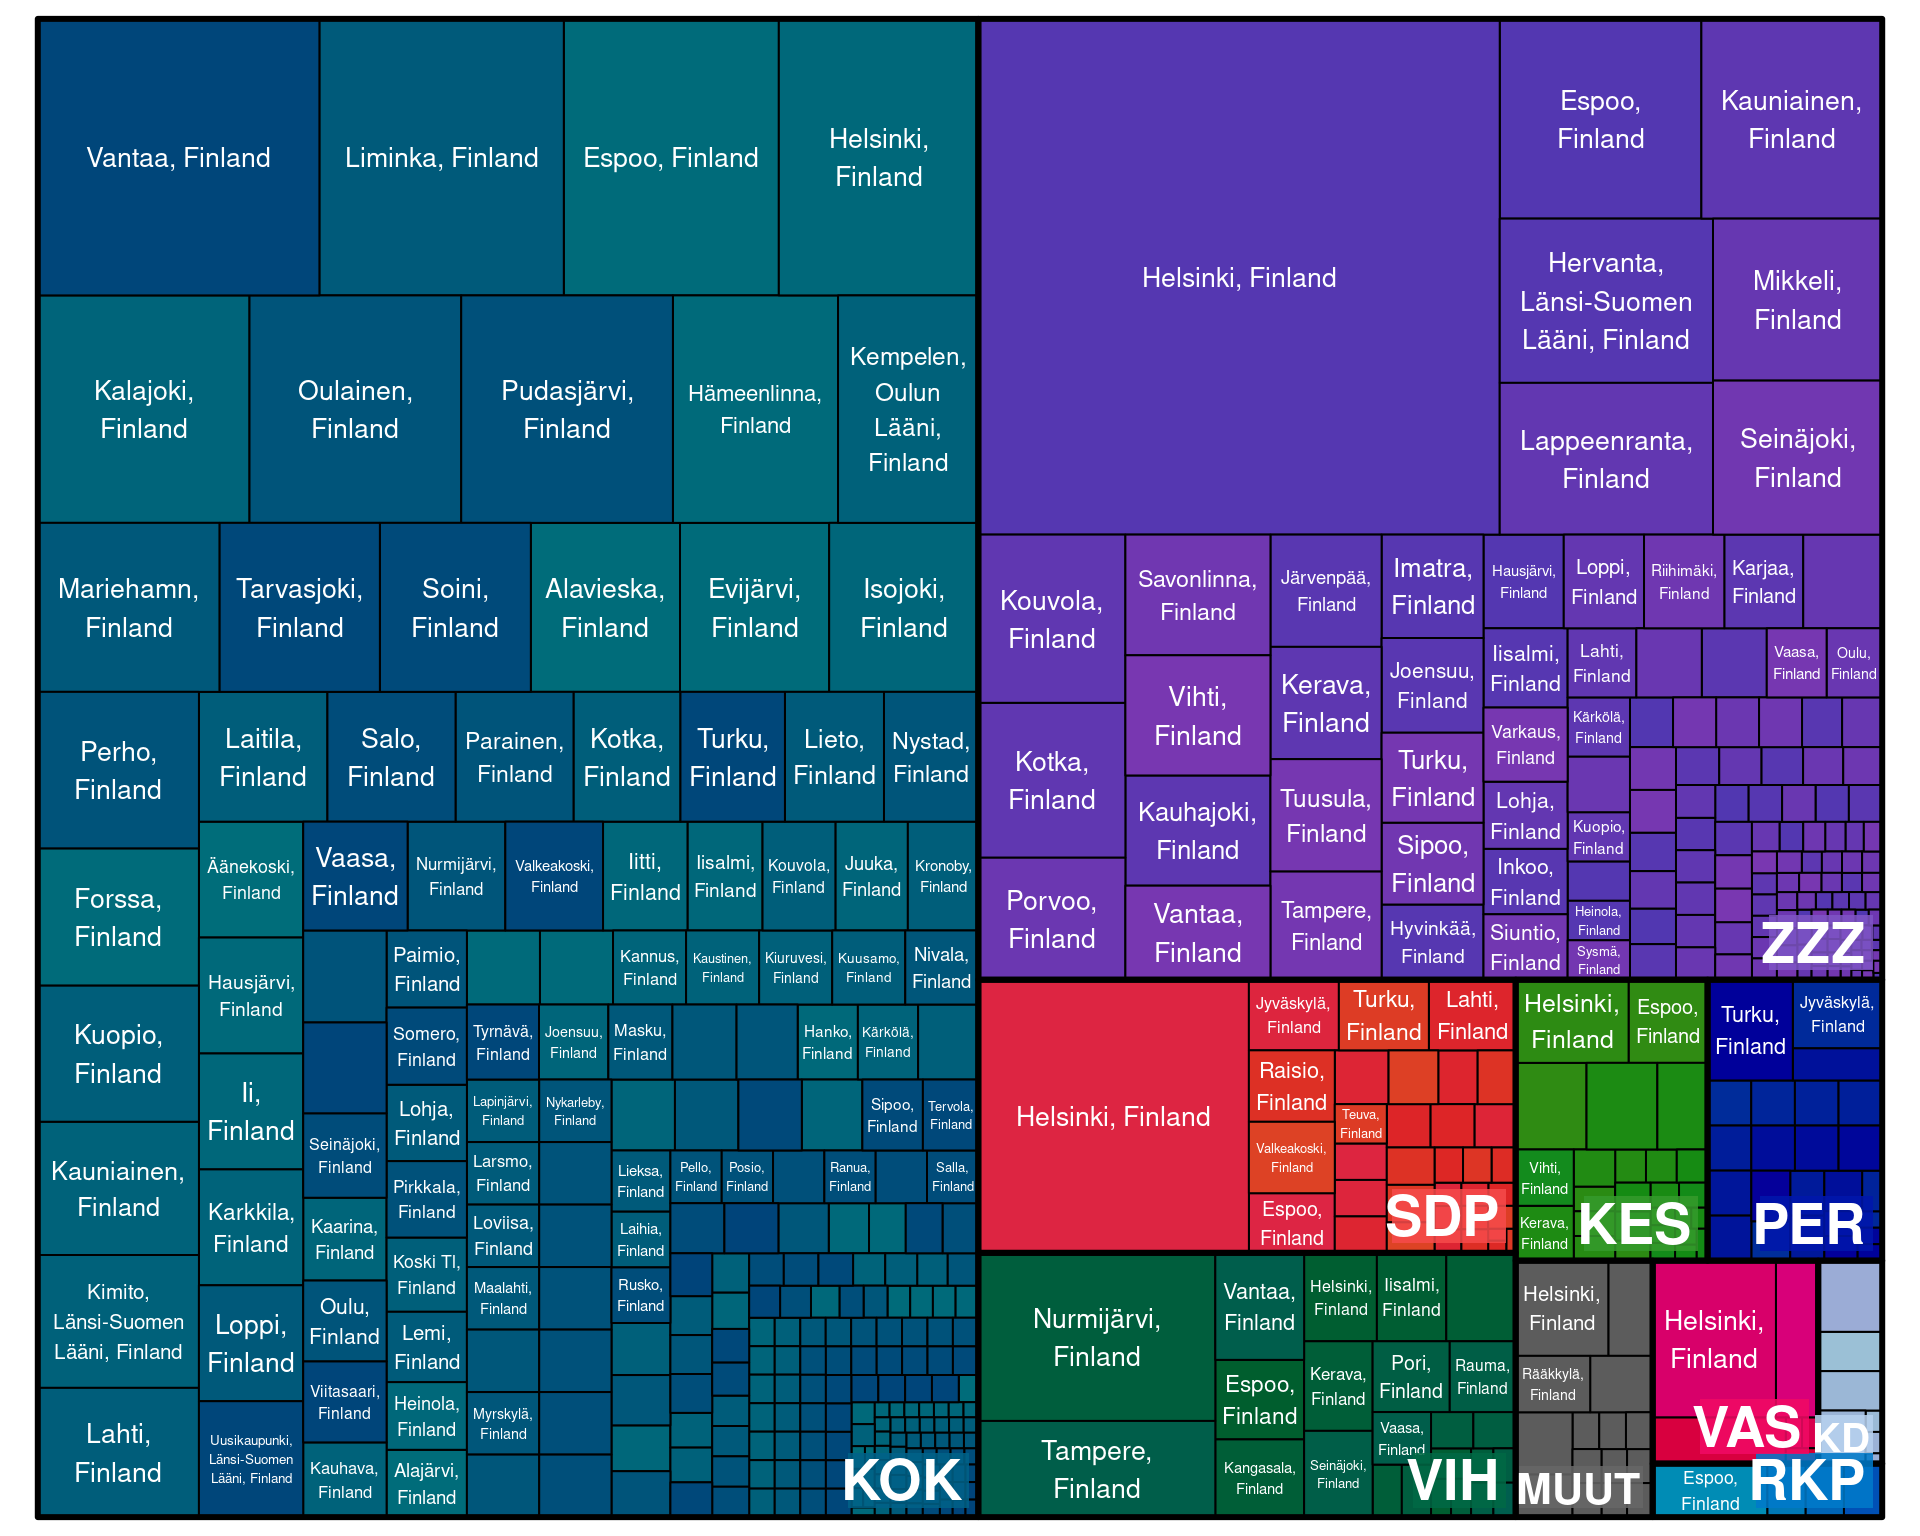 Vantaa, Finland
Liminka, Finland
Espoo, Finland
Helsinki,
Finland
Kalajoki,
Finland
Oulainen,
Finland
Pudasjärvi,
Finland
Hämeenlinna,
Finland
Kempelen,
Oulun
Lääni,
Finland
Mariehamn,
Finland
Tarvasjoki,
Finland
Soini,
Finland
Alavieska,
Finland
Evijärvi,
Finland
Isojoki,
Finland
Perho,
Finland
Forssa,
Finland
Kuopio,
Finland
Kauniainen,
Finland
Kimito,
Länsi-Suomen
Lääni, Finland
Lahti,
Finland
Laitila,
Finland
Salo,
Finland
Parainen,
Finland
Kotka,
Finland
Turku,
Finland
Lieto,
Finland
Nystad,
Finland
Äänekoski,
Finland
Hausjärvi,
Finland
Ii,
Finland
Karkkila,
Finland
Loppi,
Finland
Uusikaupunki,
Länsi-Suomen
Lääni, Finland
Vaasa,
Finland
Nurmijärvi,
Finland
Valkeakoski,
Finland
Iitti,
Finland
Iisalmi,
Finland
Kouvola,
Finland
Juuka,
Finland
Kronoby,
Finland
Seinäjoki,
Finland
Kaarina,
Finland
Oulu,
Finland
Viitasaari,
Finland
Kauhava,
Finland
Paimio,
Finland
Somero,
Finland
Lohja,
Finland
Pirkkala,
Finland
Koski Tl,
Finland
Lemi,
Finland
Heinola,
Finland
Alajärvi,
Finland
Kannus,
Finland
Kaustinen,
Finland
Kiuruvesi,
Finland
Kuusamo,
Finland
Nivala,
Finland
Tyrnävä,
Finland
Joensuu,
Finland
Masku,
Finland
Hanko,
Finland
Kärkölä,
Finland
Lapinjärvi,
Finland
Nykarleby,
Finland
Sipoo,
Finland
Tervola,
Finland
Larsmo,
Finland
Loviisa,
Finland
Maalahti,
Finland
Myrskylä,
Finland
Lieksa,
Finland
Laihia,
Finland
Rusko,
Finland
Pello,
Finland
Posio,
Finland
Ranua,
Finland
Salla,
Finland
KOK
Helsinki, Finland
Espoo,
Finland
Kauniainen,
Finland
Hervanta,
Länsi-Suomen
Lääni, Finland
Mikkeli,
Finland
Lappeenranta,
Finland
Seinäjoki,
Finland
Kouvola,
Finland
Kotka,
Finland
Porvoo,
Finland
Savonlinna,
Finland
Vihti,
Finland
Kauhajoki,
Finland
Vantaa,
Finland
Järvenpää,
Finland
Kerava,
Finland
Tuusula,
Finland
Tampere,
Finland
Imatra,
Finland
Joensuu,
Finland
Turku,
Finland
Sipoo,
Finland
Hyvinkää,
Finland
Hausjärvi,
Finland
Loppi,
Finland
Riihimäki,
Finland
Karjaa,
Finland
Iisalmi,
Finland
Varkaus,
Finland
Lohja,
Finland
Inkoo,
Finland
Siuntio,
Finland
Lahti,
Finland
Vaasa,
Finland
Oulu,
Finland
Kärkölä,
Finland
Kuopio,
Finland
Heinola,
Finland
Sysmä,
Finland
ZZZ
Helsinki, Finland
Jyväskylä,
Finland
Turku,
Finland
Lahti,
Finland
Raisio,
Finland
Valkeakoski,
Finland
Espoo,
Finland
Teuva,
Finland
SDP
Helsinki,
Finland
Espoo,
Finland
Vihti,
Finland
Kerava,
Finland
KES
Turku,
Finland
Jyväskylä,
Finland
PER
Nurmijärvi,
Finland
Tampere,
Finland
Vantaa,
Finland
Espoo,
Finland
Kangasala,
Finland
Helsinki,
Finland
Iisalmi,
Finland
Kerava,
Finland
Seinäjoki,
Finland
Pori,
Finland
Rauma,
Finland
Vaasa,
Finland
VIH
Helsinki,
Finland
Rääkkylä,
Finland
MUUT
Helsinki,
Finland
VAS
KD
Espoo,
Finland
RKP